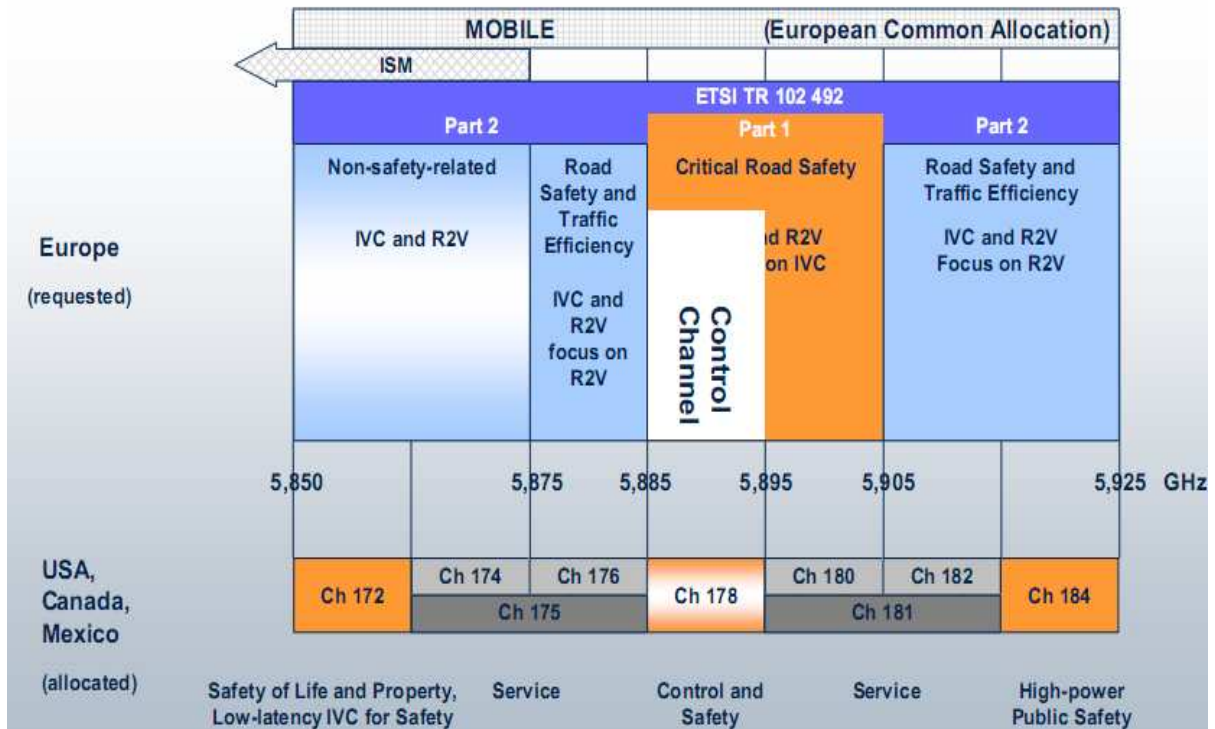 MOBILE (European Common Allocation)
ISM
ETSI TR 102 492
Part 2 Part 1 Part 2
Non-safety-related
IVC and R2V
Road
Safety and
Traffic
Efficiency
IVC and
R2V
focus on
R2V
Critical Road Safety
d R2V
on IVC
Control
Channel
Road Safety and
Traffic Efficiency
IVC and R2V
Focus on R2V
Europe
(requested)
5,850 5,875 5,885 5,895 5,905 5,925 GHz
USA,
Canada,
Mexico
(allocated)
Ch 172
Ch 174
Ch 176
Ch 175
Ch 178
Ch 180
Ch 182
Ch 181
Ch 184
Safety of Life and Property,
Low-latency IVC for Safety
Service
Control and
Safety
Service
High-power
Public Safety